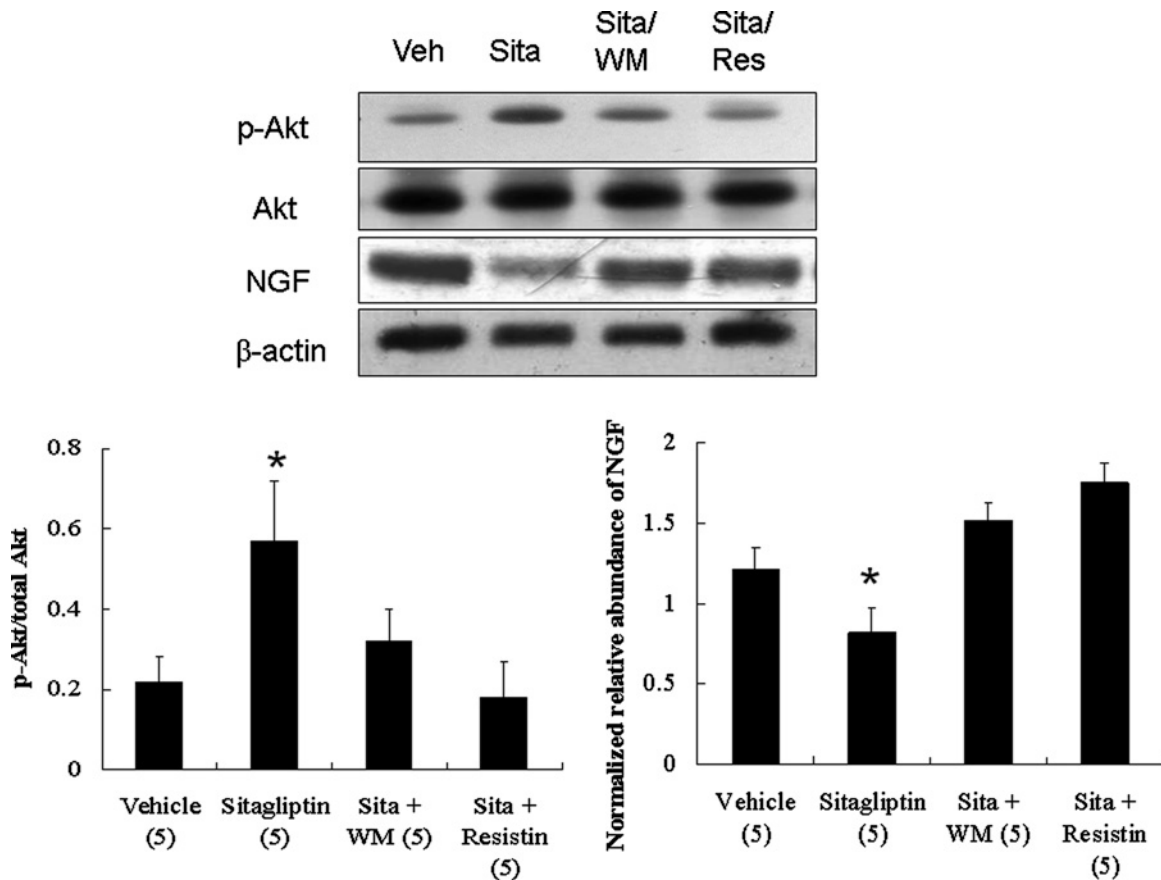 Veh Sita Sita/ Sita/
WM Res
p-Akt
Akt
NGF
β-actin
p-Akt/total Akt
0.8
0.6
0.4
0.2
0
*
Vehicle Sitagliptin Sita + Sita +
(5) (5) WM (5) Resistin
(5)
Normalized relative abundance of NGF
2
1.5
1
0.5
0
*
Vehicle Sitagliptin Sita + Sita +
(5) (5) WM (5) Resistin
(5)